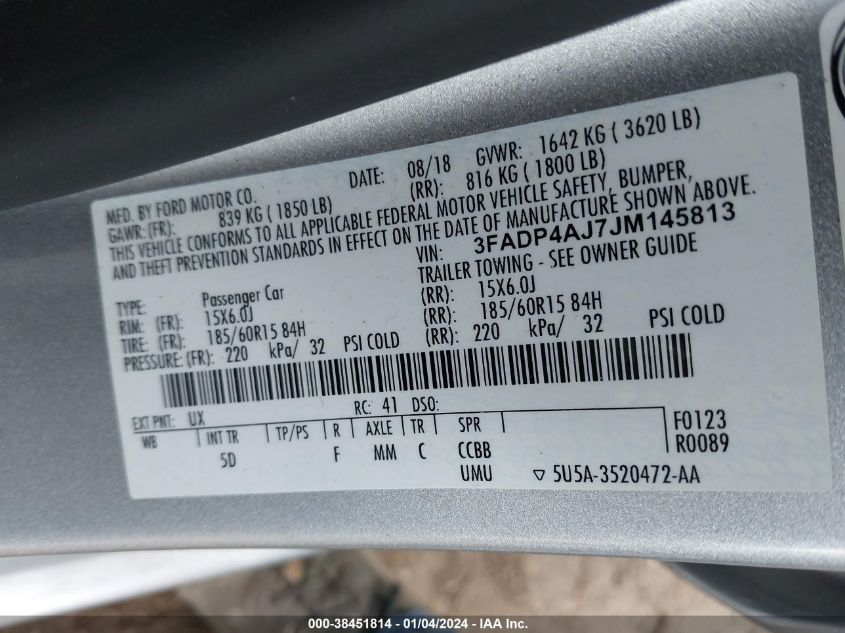 MFD. BY FORD MOTOR CO. DATE: 08/18 GVWR: 1642 KG ( 3620 LB)
GAWR: (FR): 839 KG ( 1850 LB) (RR): 816 KG ( 1800 LB)
THIS VEHICLE CONFORMS TO ALL APPLICABLE FEDERAL MOTOR VEHICLE SAFETY, BUMPER,
AND THEFT PREVENTION STANDARDS IN EFFECT ON THE DATE OF MANUFACTURE SHOWN ABOVE.
VIN: 3FADP4AJ7JM145813
TYPE: Passenger Car TRAILER TOWING - SEE OWNER GUIDE
RIM: (FR): 15X6.0J (RR): 15X6.0J
TIRE: (FR): 185/60R15 84H (RR): 185/60R15 84H
PRESSURE: (FR): 220 kPa/ 32 PSI COLD (RR): 220 kPa/ 32 PSI COLD
EXT PNT: UX RC: 41 DSO:
WB INT TR TP/PS R AXLE TR SPR F0123
5D F MM C CCBB R0089
UMU ▽ 5U5A-3520472-AA
000-38451814 - 01/04/2024 - IAA Inc.